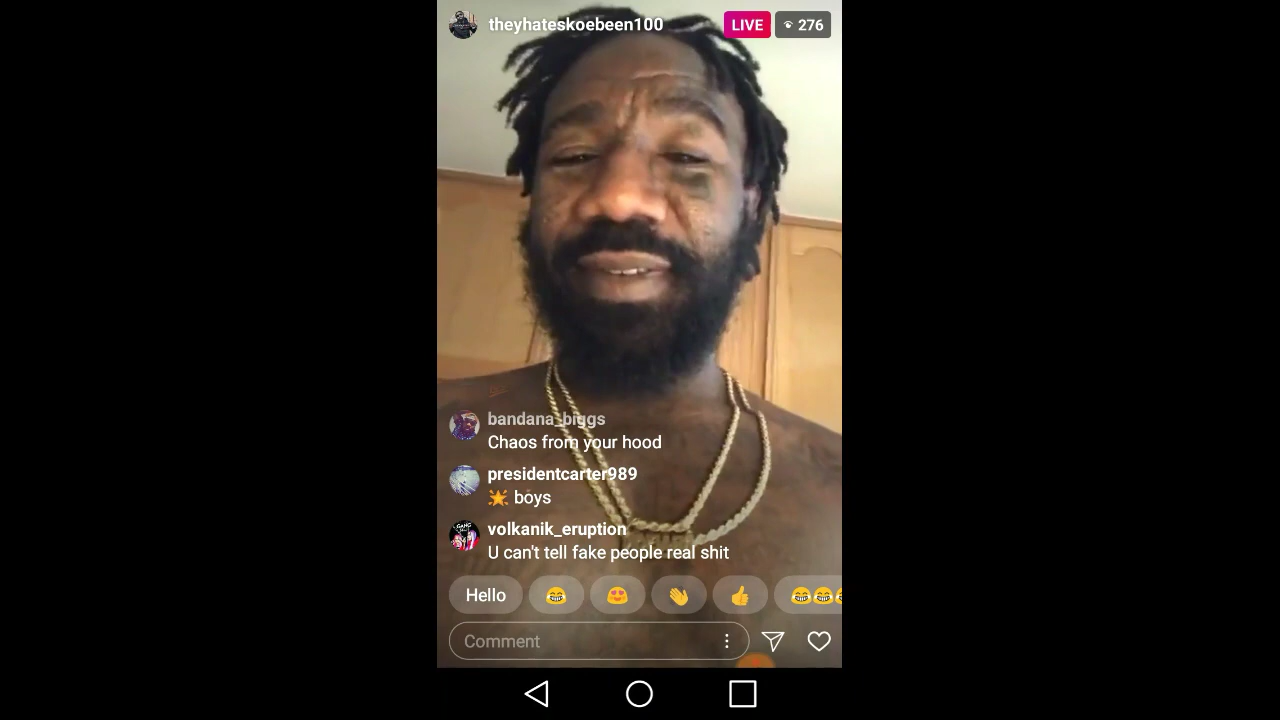 theyhateskoebeen100
LIVE
276
bandana_biggs
Chaos from your hood
presidentcarter989
🌟 boys
volkanik_eruption
U can't tell fake people real shit
Hello
Comment